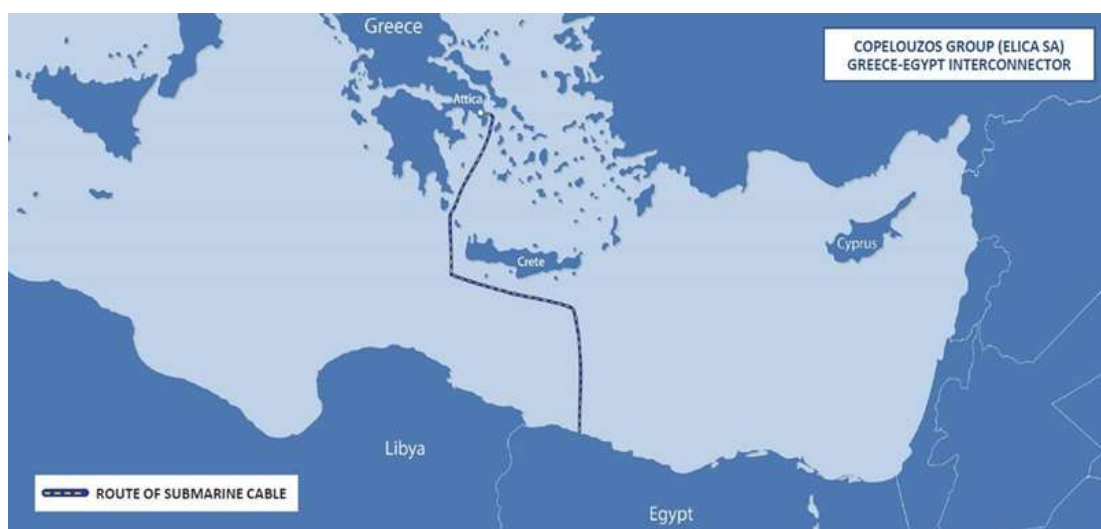 Greece
COPELOUZOS GROUP (ELICA SA)
GREECE-EGYPT INTERCONNECTOR
Attica
Cyprus
Crete
Libya
ROUTE OF SUBMARINE CABLE
Egypt